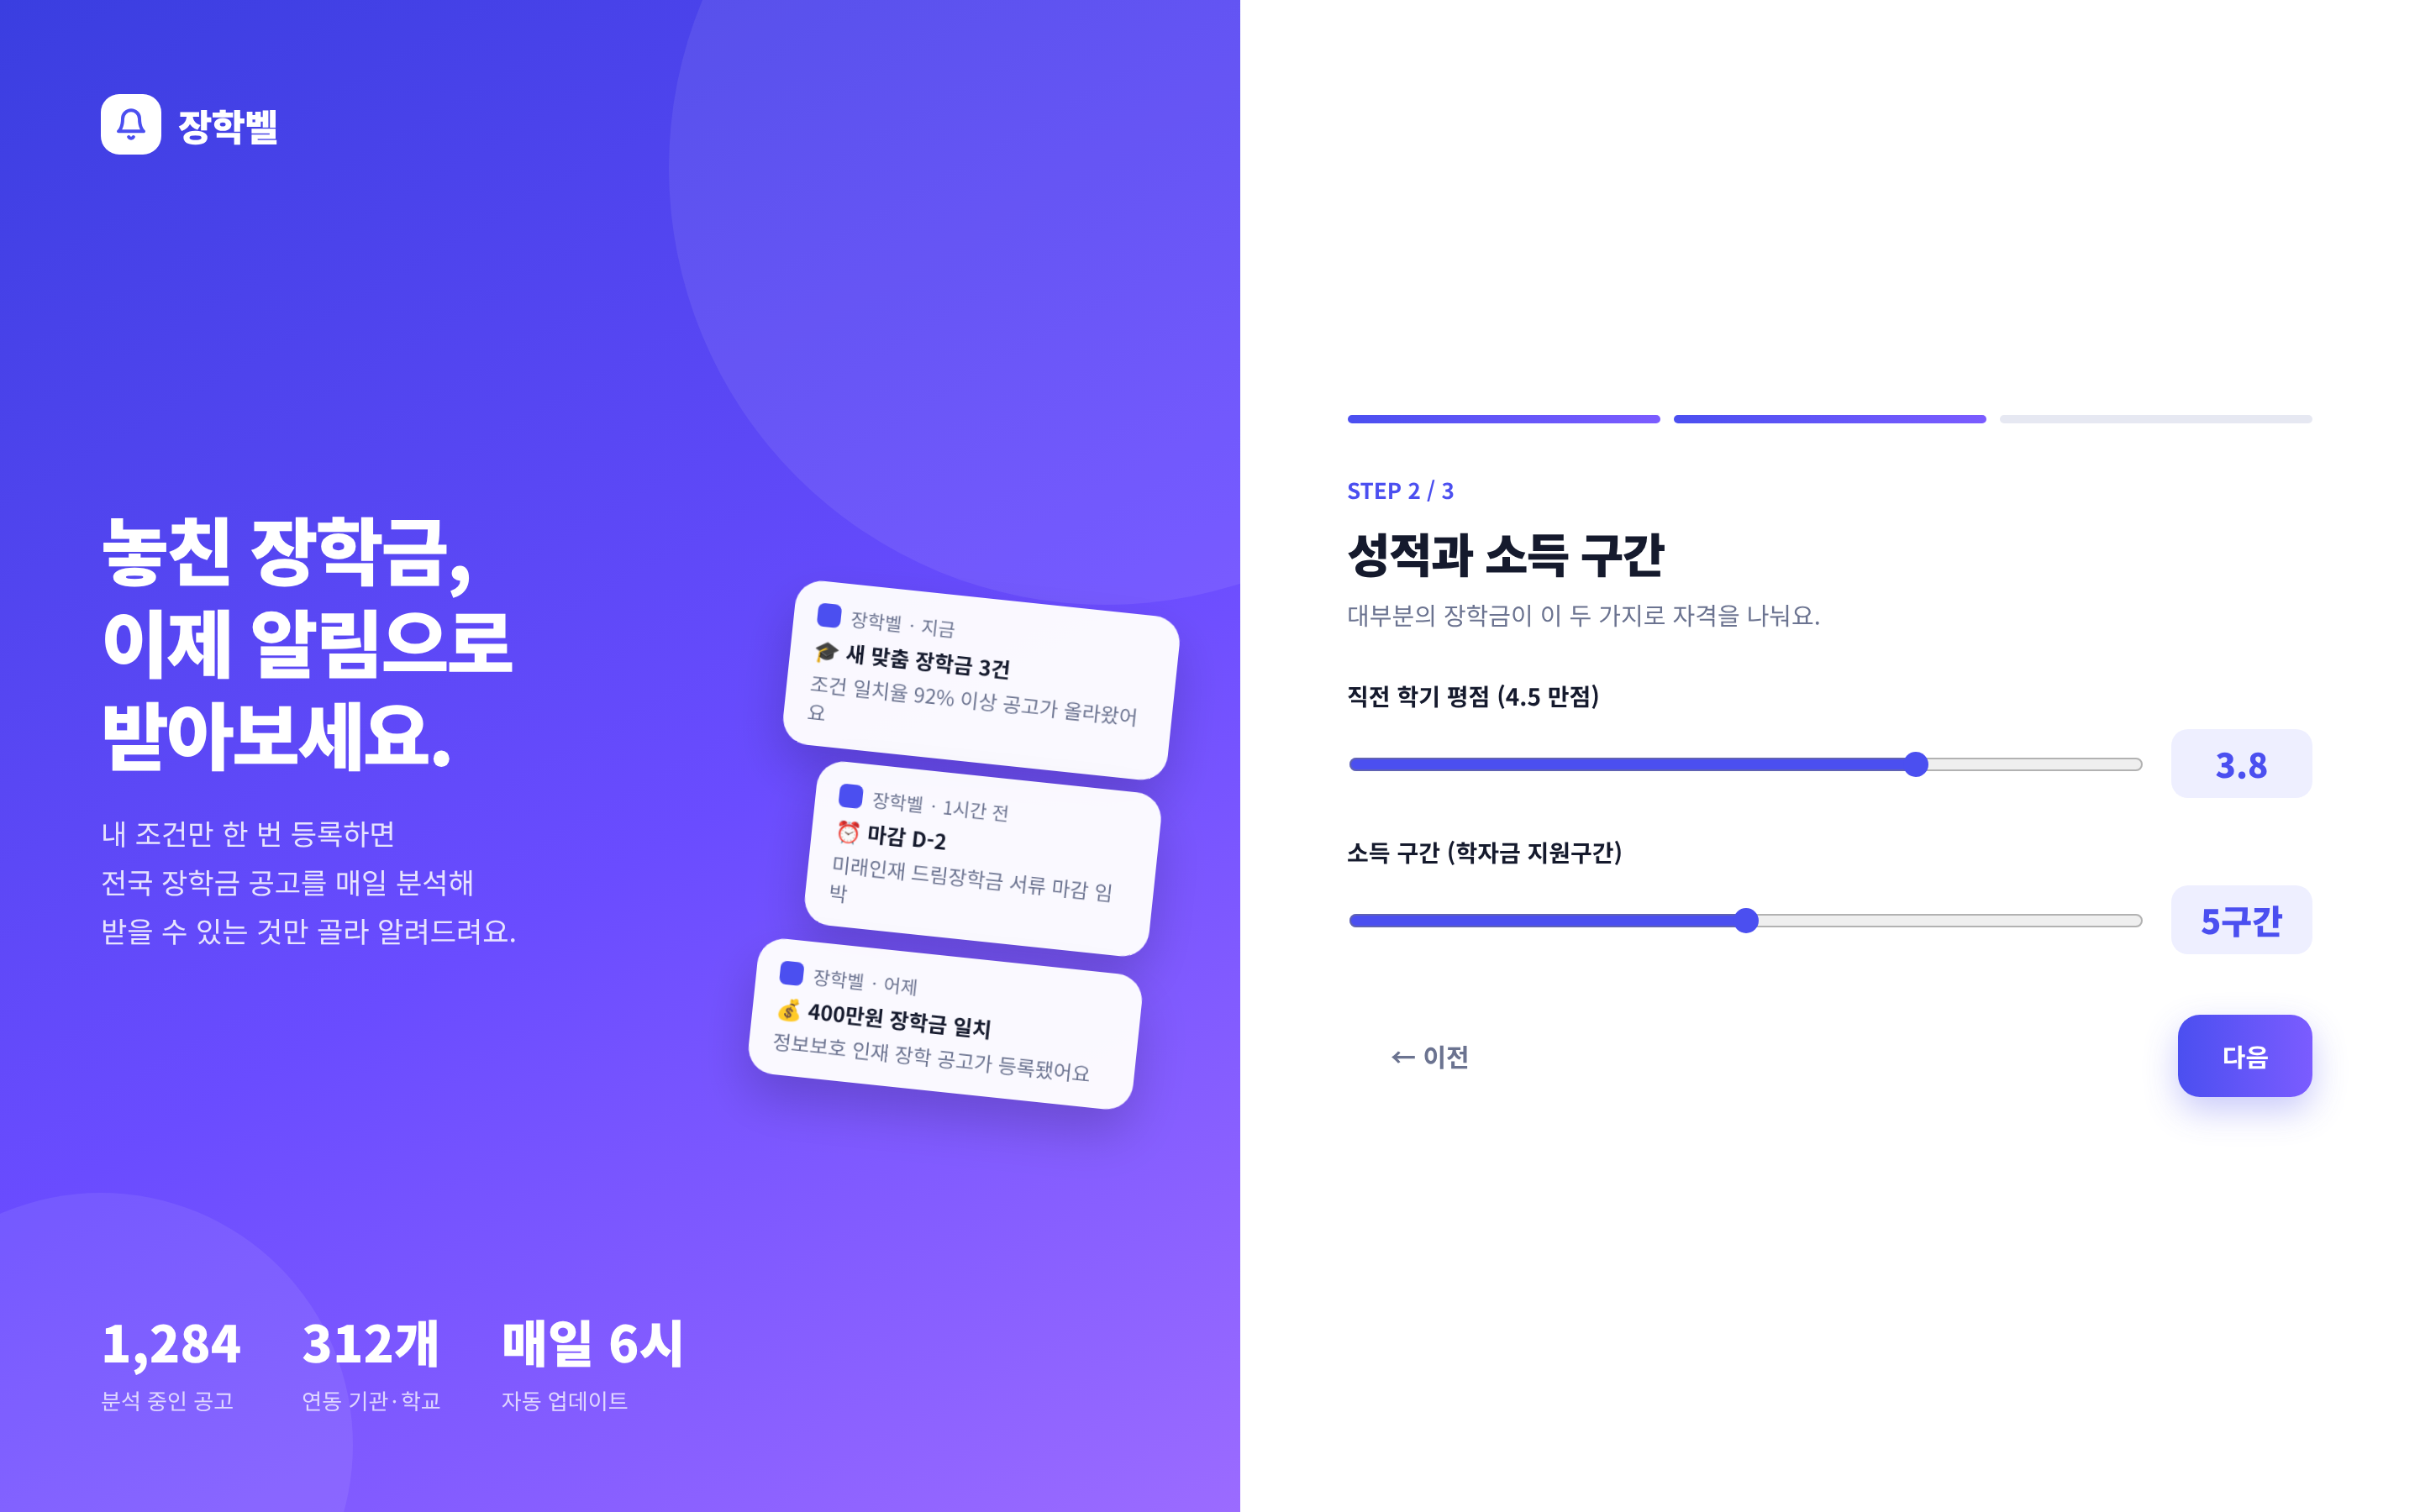 장학벨
놓친 장학금,
이제 알림으로
받아보세요.
내 조건만 한 번 등록하면
전국 장학금 공고를 매일 분석해
받을 수 있는 것만 골라 알려드려요.
장학벨 · 지금
🎓 새 맞춤 장학금 3건
조건 일치율 92% 이상 공고가 올라왔어
요
장학벨 · 1시간 전
⏰ 마감 D-2
미래인재 드림장학금 서류 마감 임
박
장학벨 · 어제
💰 400만원 장학금 일치
정보보호 인재 장학 공고가 등록됐어요
1,284
분석 중인 공고
312개
연동 기관·학교
매일 6시
자동 업데이트
STEP 2 / 3
성적과 소득 구간
대부분의 장학금이 이 두 가지로 자격을 나눠요.
직전 학기 평점 (4.5 만점)
3.8
소득 구간 (학자금 지원구간)
5구간
← 이전
다음